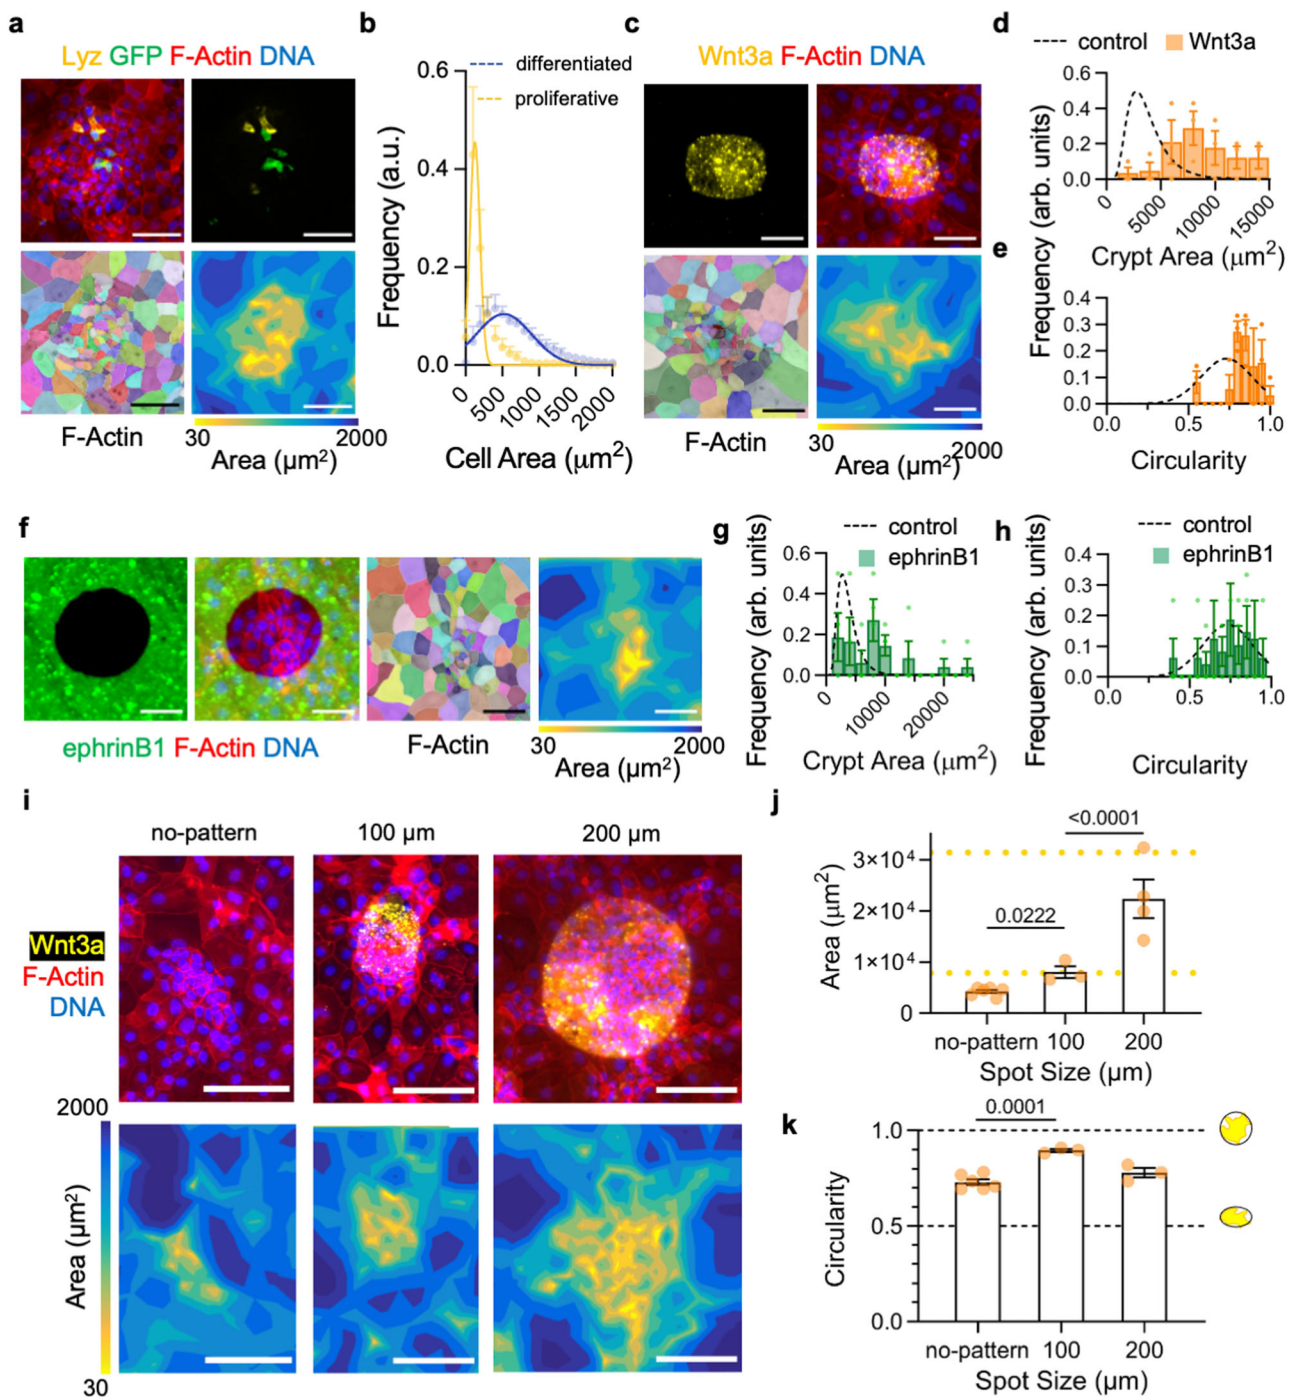 a
Lyz GFP F-Actin DNA
F-Actin
30
2000
Area (µm²)
b
differentiated
proliferative
Frequency (a.u.)
0.6
0.4
0.2
0.0
0
500
1000
1500
2000
Cell Area (µm²)
c
Wnt3a F-Actin DNA
F-Actin
30
2000
Area (µm²)
d
control
Wnt3a
Frequency (arb. units)
0.6
0.4
0.2
0.0
0
5000
10000
15000
Crypt Area (µm²)
e
0.4
0.3
0.2
0.1
0.0
0.0
0.5
1.0
Circularity
f
ephrinB1 F-Actin DNA
F-Actin
30
2000
Area (µm²)
g
control
ephrinB1
Frequency (arb. units)
0.6
0.4
0.2
0.0
0
10000
20000
Crypt Area (µm²)
h
control
ephrinB1
Frequency (arb. units)
0.4
0.3
0.2
0.1
0.0
0.0
0.5
1.0
Circularity
i
no-pattern
100 µm
200 µm
Wnt3a
F-Actin
DNA
2000
Area (µm²)
30
j
<0.0001
0.0222
Area (µm²)
3×10⁴
2×10⁴
1×10⁴
0
no-pattern 100 200
Spot Size (µm)
k
0.0001
Circularity
1.0
0.5
0.0
no-pattern 100 200
Spot Size (µm)